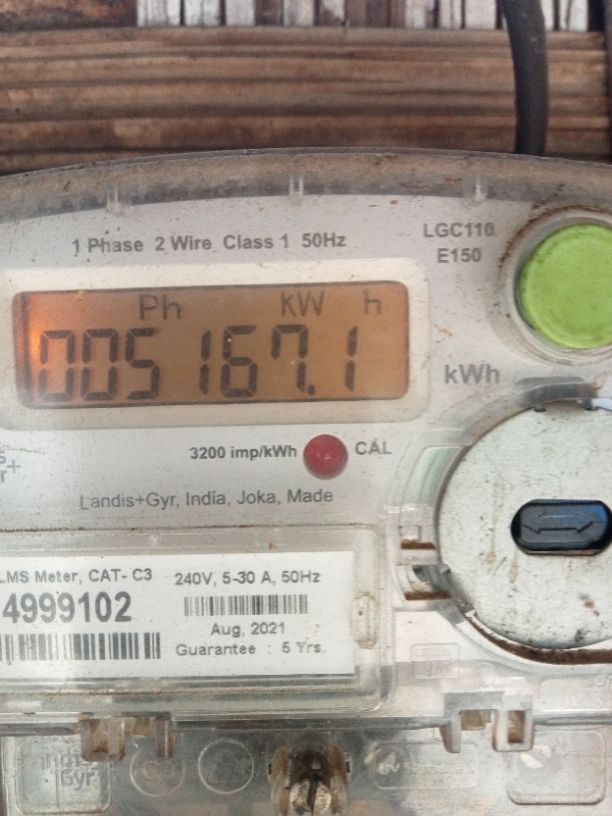 1 Phase 2 Wire Class 1 50Hz
LGC110
E150
Ph KW h
005167.1
kWh
3200 imp/kWh
CAL
Landis+Gyr, India, Joka, Made
LMS Meter, CAT- C3
4999102
240V, 5-30 A, 50Hz
Aug, 2021
Guarantee : 5 Yrs.
Gyr